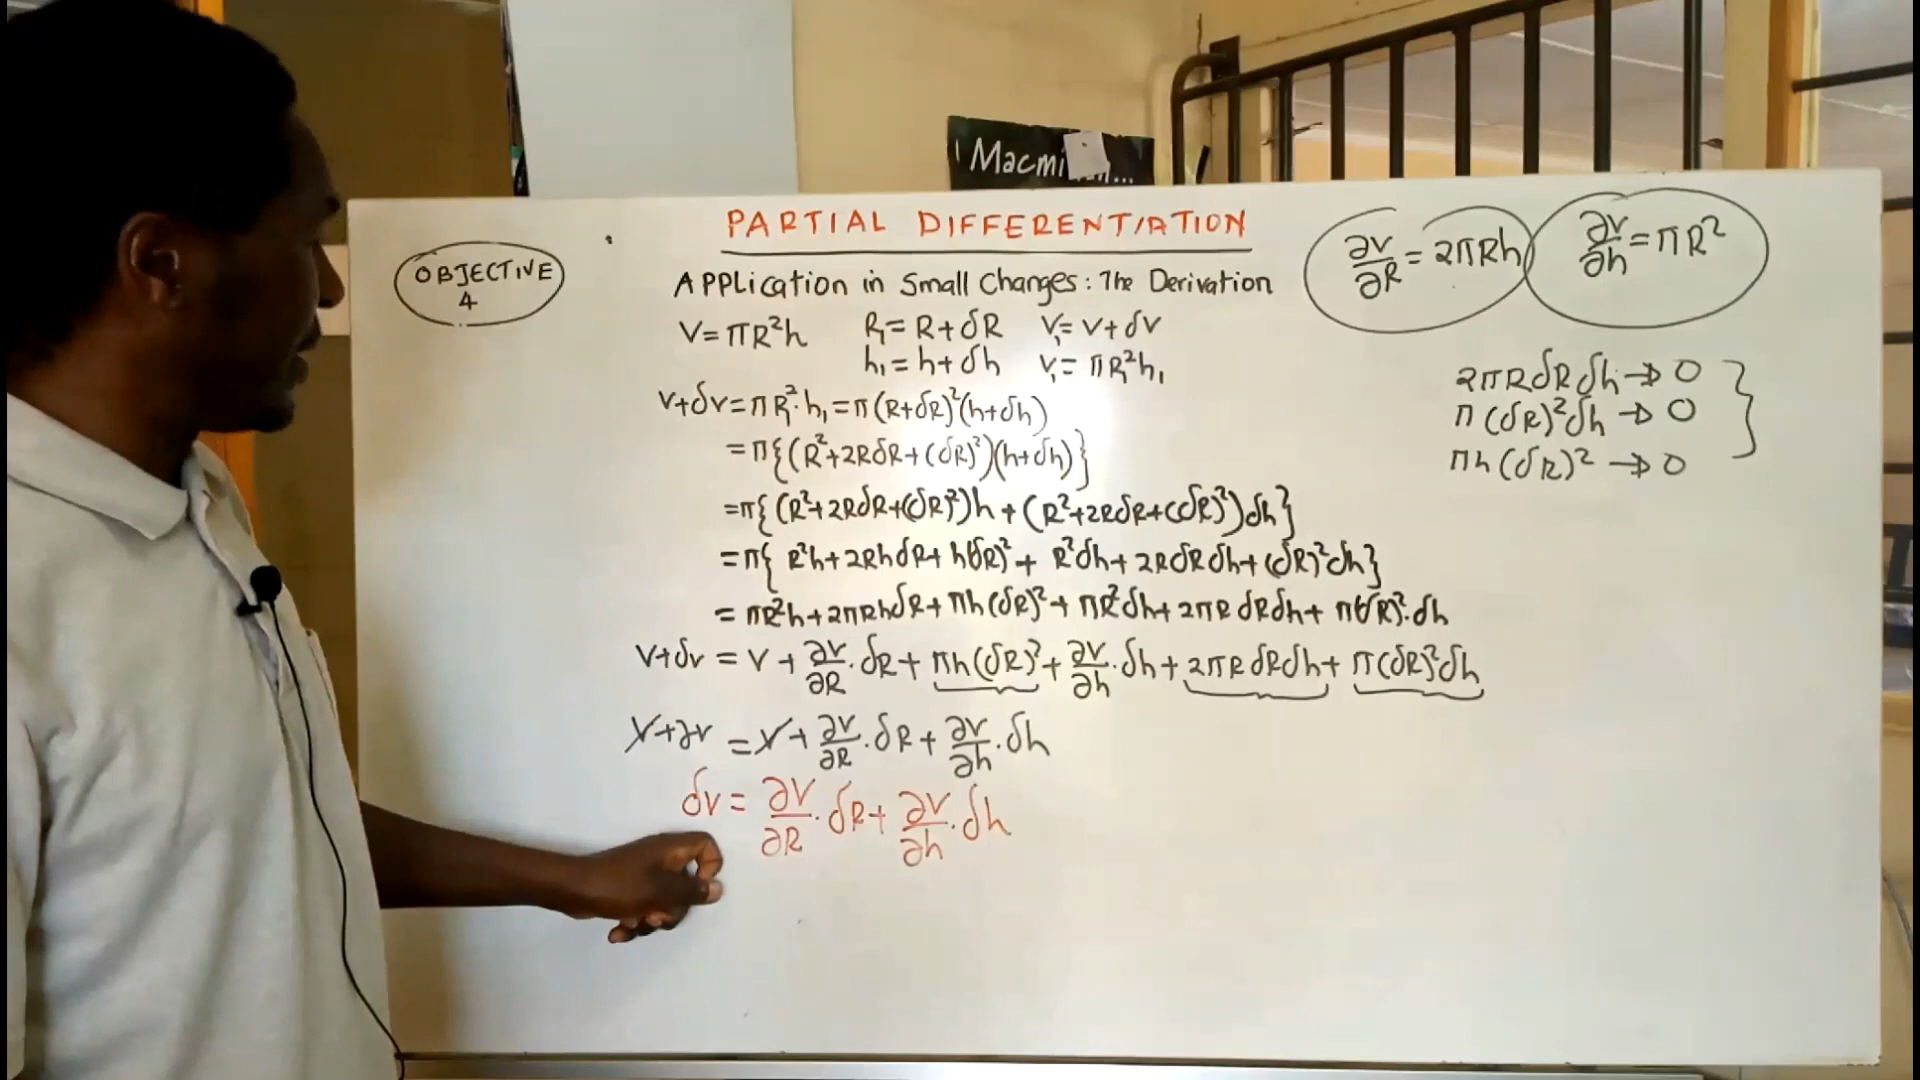 Macmi
PARTIAL DIFFERENTIATION
OBJECTIVE
4
Application in Small Changes: The Derivation
∂V/∂R = 2πRh
∂V/∂h = πR²
V = πR²h R₁ = R + δR V₁ = V + δV
h₁ = h + δh V₁ = πR₁²h₁
V + δV = πR₁²·h₁ = π(R + δR)²(h + δh)
= π{(R² + 2RδR + (δR)²)(h + δh)}
= π{(R² + 2RδR + (δR)²)h + (R² + 2RδR + (δR)²)δh}
= π{R²h + 2RhδR + h(δR)² + R²δh + 2RδRδh + (δR)²δh}
= πR²h + 2πRhδR + πh(δR)² + πR²δh + 2πRδRδh + π(δR)²·δh
V + δV = V + ∂V/∂R · δR + πh(δR)² + ∂V/∂h · δh + 2πRδRδh + π(δR)²δh
V + ∂V = V + ∂V/∂R · δR + ∂V/∂h · δh
δV = ∂V/∂R · δR + ∂V/∂h · δh
2πRδRδh → 0
π(δR)²δh → 0
πh(δR)² → 0